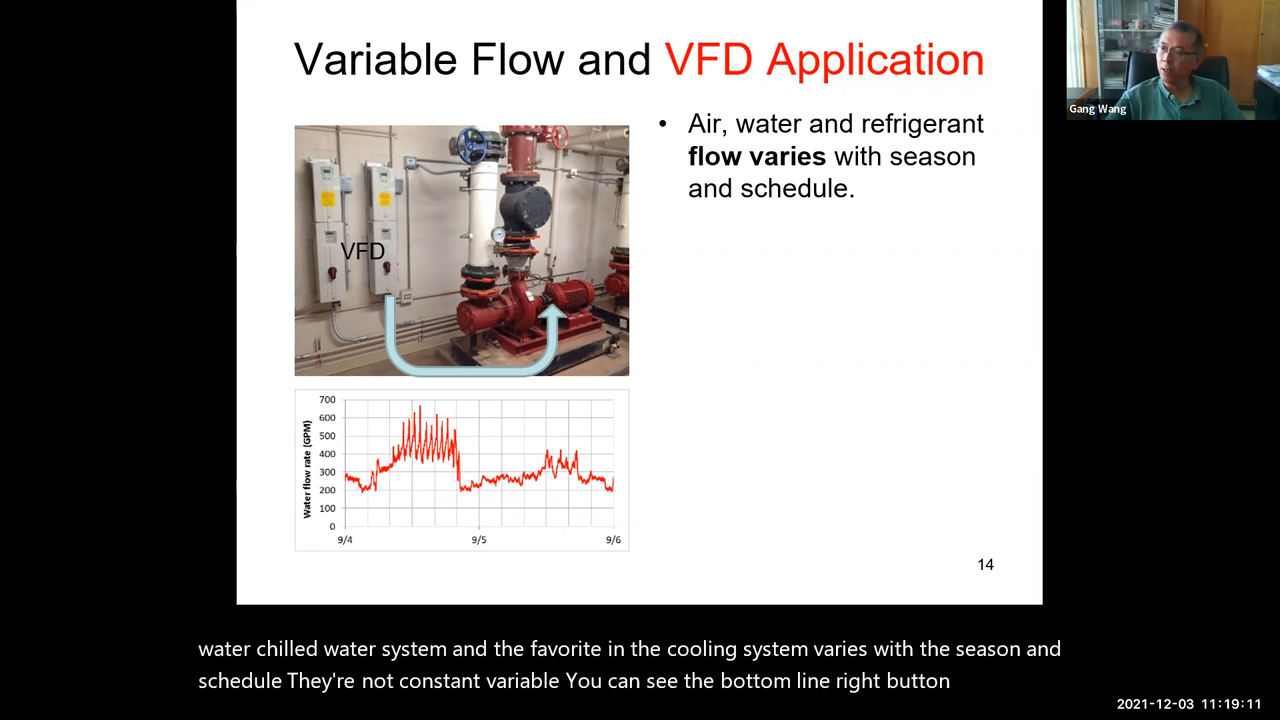 Variable Flow and VFD Application
Gang Wang
• Air, water and refrigerant
flow varies with season
and schedule.
VFD
700
600
500
400
300
200
100
0
Water flow rate (GPM)
9/4
9/5
9/6
14
water chilled water system and the favorite in the cooling system varies with the season and
schedule They're not constant variable You can see the bottom line right button
2021-12-03 11:19:11